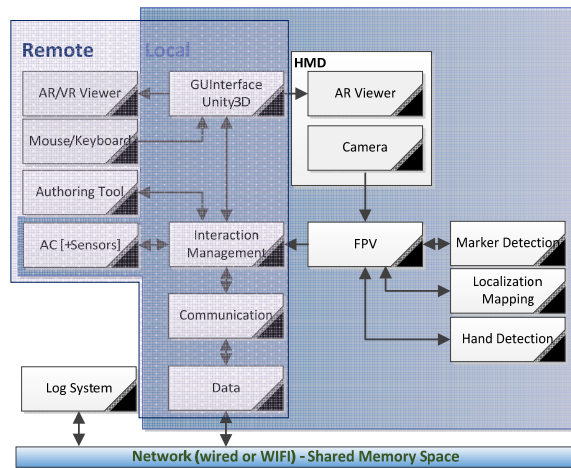 Remote
Local
HMD
AR/VR Viewer
GUInterface
Unity3D
AR Viewer
Mouse/Keyboard
Camera
Authoring Tool
AC [+Sensors]
Interaction
Management
FPV
Marker Detection
Localization
Mapping
Communication
Hand Detection
Log System
Data
Network (wired or WIFI) - Shared Memory Space